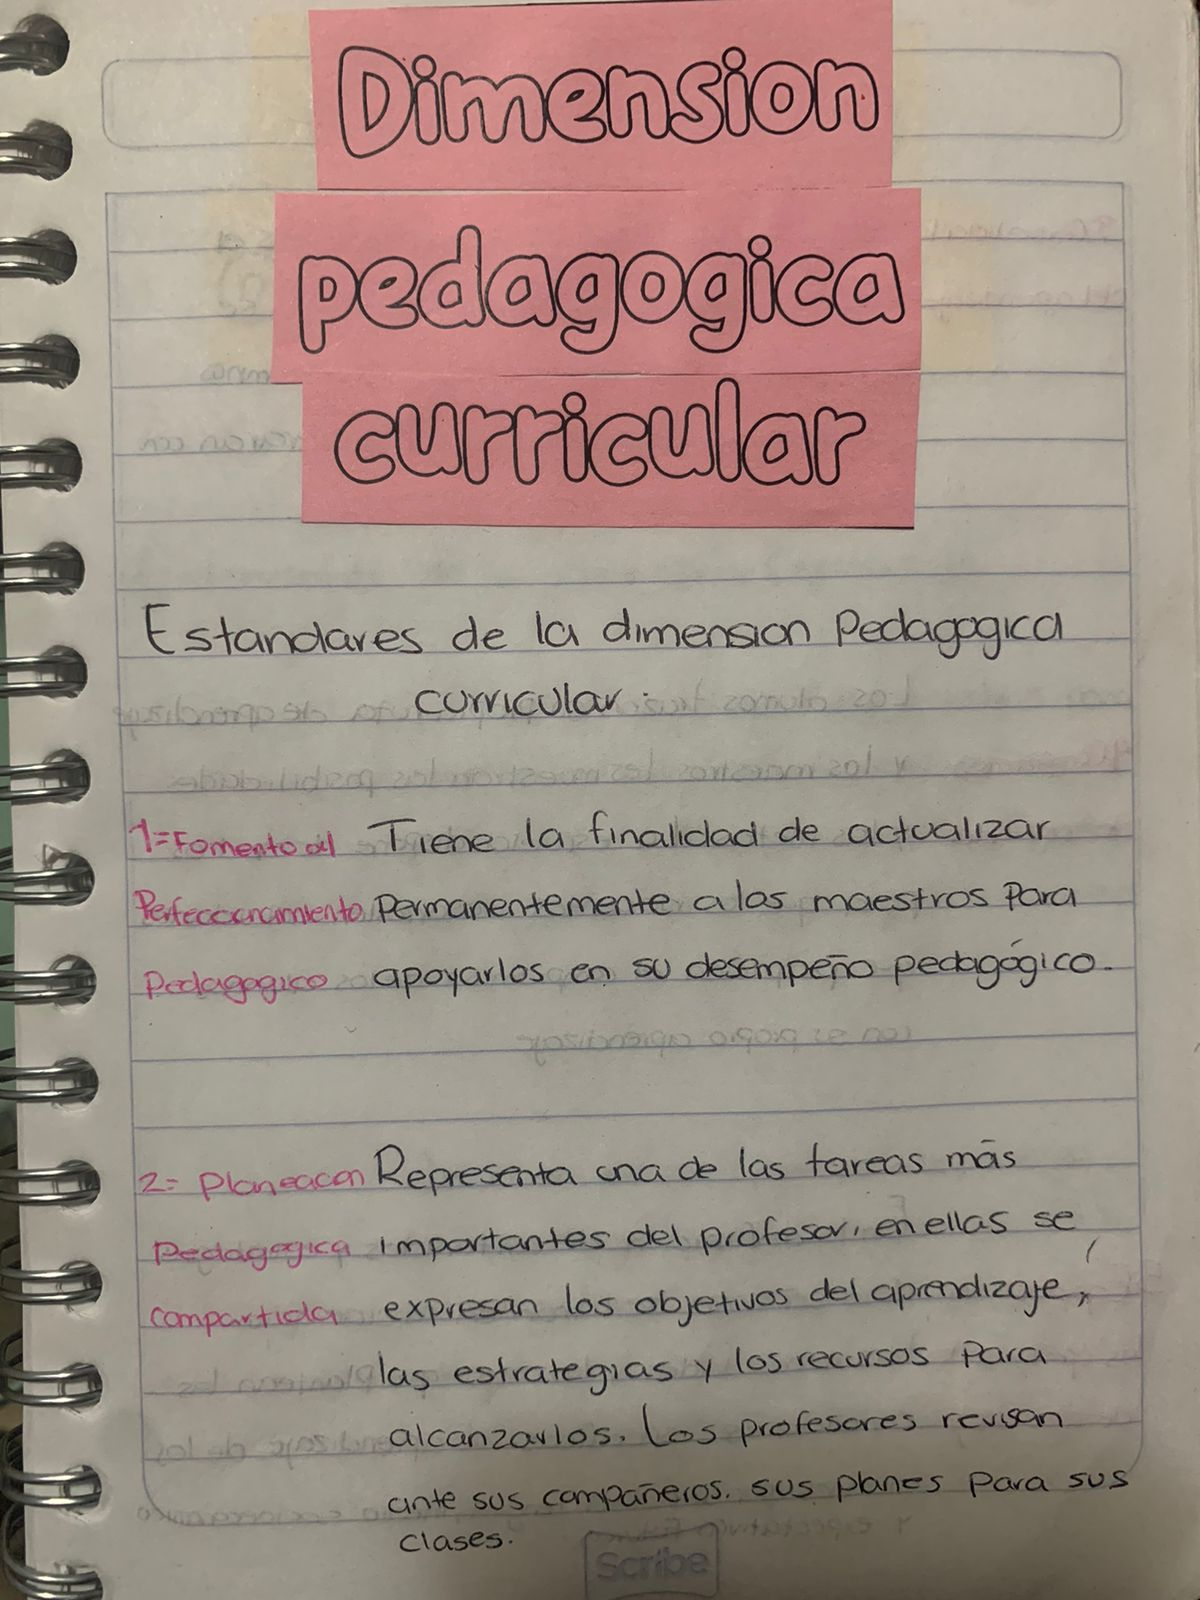 Dimension
pedagogica
curricular
Estandares de la dimension Pedagogica
curricular.
1=Fomento al Tiene la finalidad de actualizar
Perfeccionamiento Permanentemente a los maestros Para
Pedagogico apoyarlos en su desempeño pedagógico.
2= Planeacion Representa una de las tareas más
Pedagogica importantes del profesor, en ellas se
compartida expresan los objetivos del aprendizaje,
las estrategias y los recursos Para
alcanzarlos. Los profesores revisan
ante sus compañeros. sus planes Para sus
clases.
Scribe